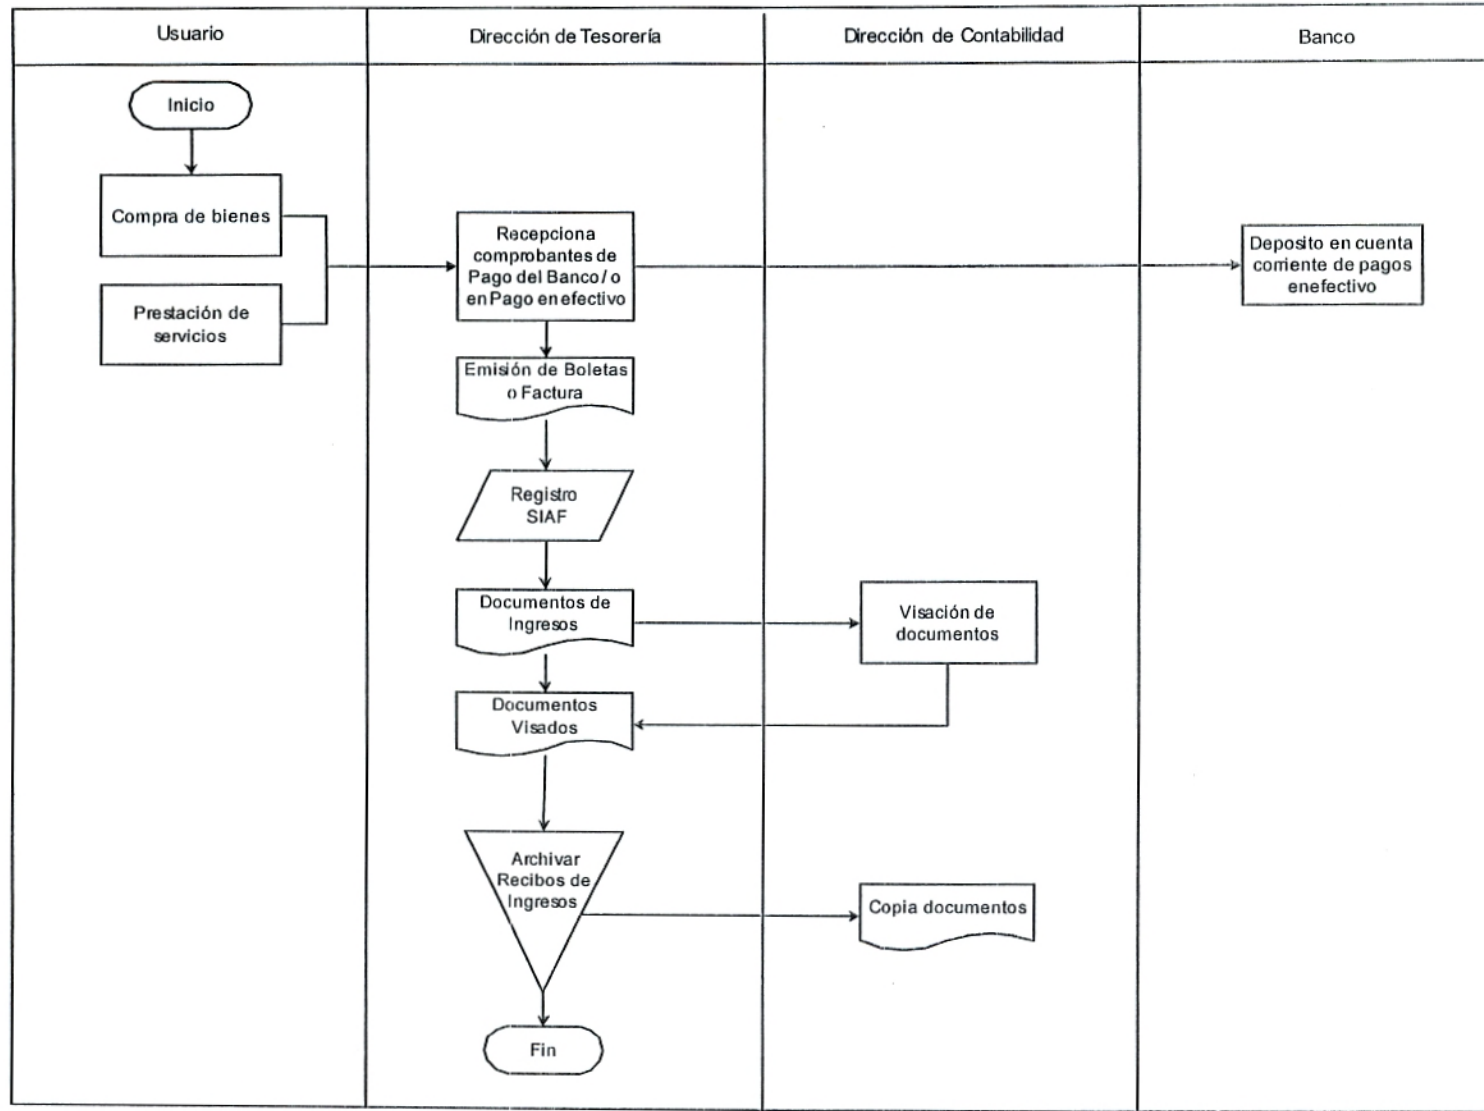 Usuario
Dirección de Tesorería
Dirección de Contabilidad
Banco
Inicio
Compra de bienes
Prestación de
servicios
Recepciona
comprobantes de
Pago del Banco/ o
en Pago en efectivo
Deposito en cuenta
corriente de pagos
enefectivo
Emisión de Boletas
o Factura
Registro
SIAF
Documentos de
Ingresos
Visación de
documentos
Documentos
Visados
Archivar
Recibos de
Ingresos
Copia documentos
Fin